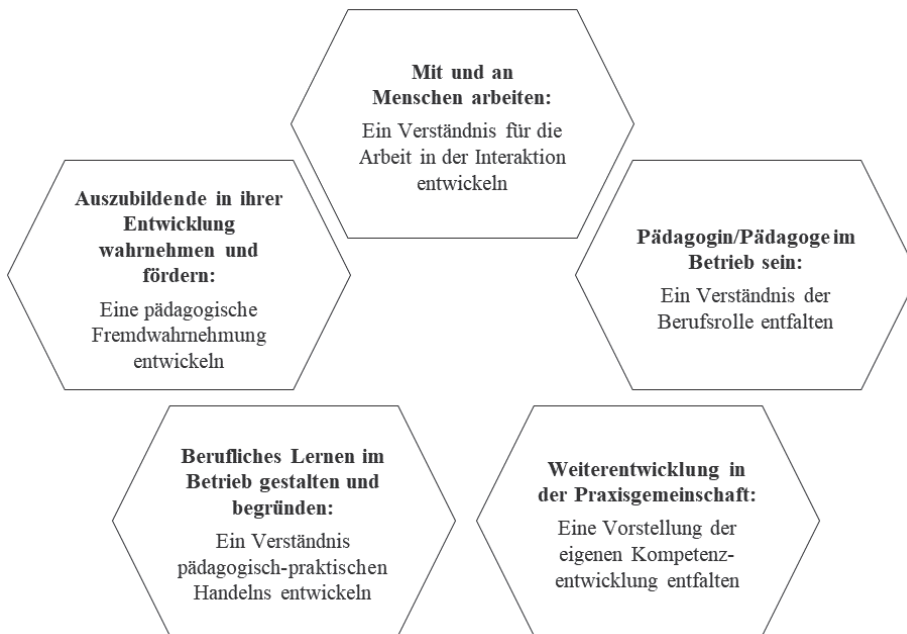 Mit und an
Menschen arbeiten:
Ein Verständnis für die
Arbeit in der Interaktion
entwickeln
Auszubildende in ihrer
Entwicklung
wahrnehmen und
fördern:
Eine pädagogische
Fremdwahrnehmung
entwickeln
Pädagogin/Pädagoge im
Betrieb sein:
Ein Verständnis der
Berufsrolle entfalten
Berufliches Lernen im
Betrieb gestalten und
begründen:
Ein Verständnis
pädagogisch-praktischen
Handelns entwickeln
Weiterentwicklung in
der Praxisgemeinschaft:
Eine Vorstellung der
eigenen Kompetenz-
entwicklung entfalten